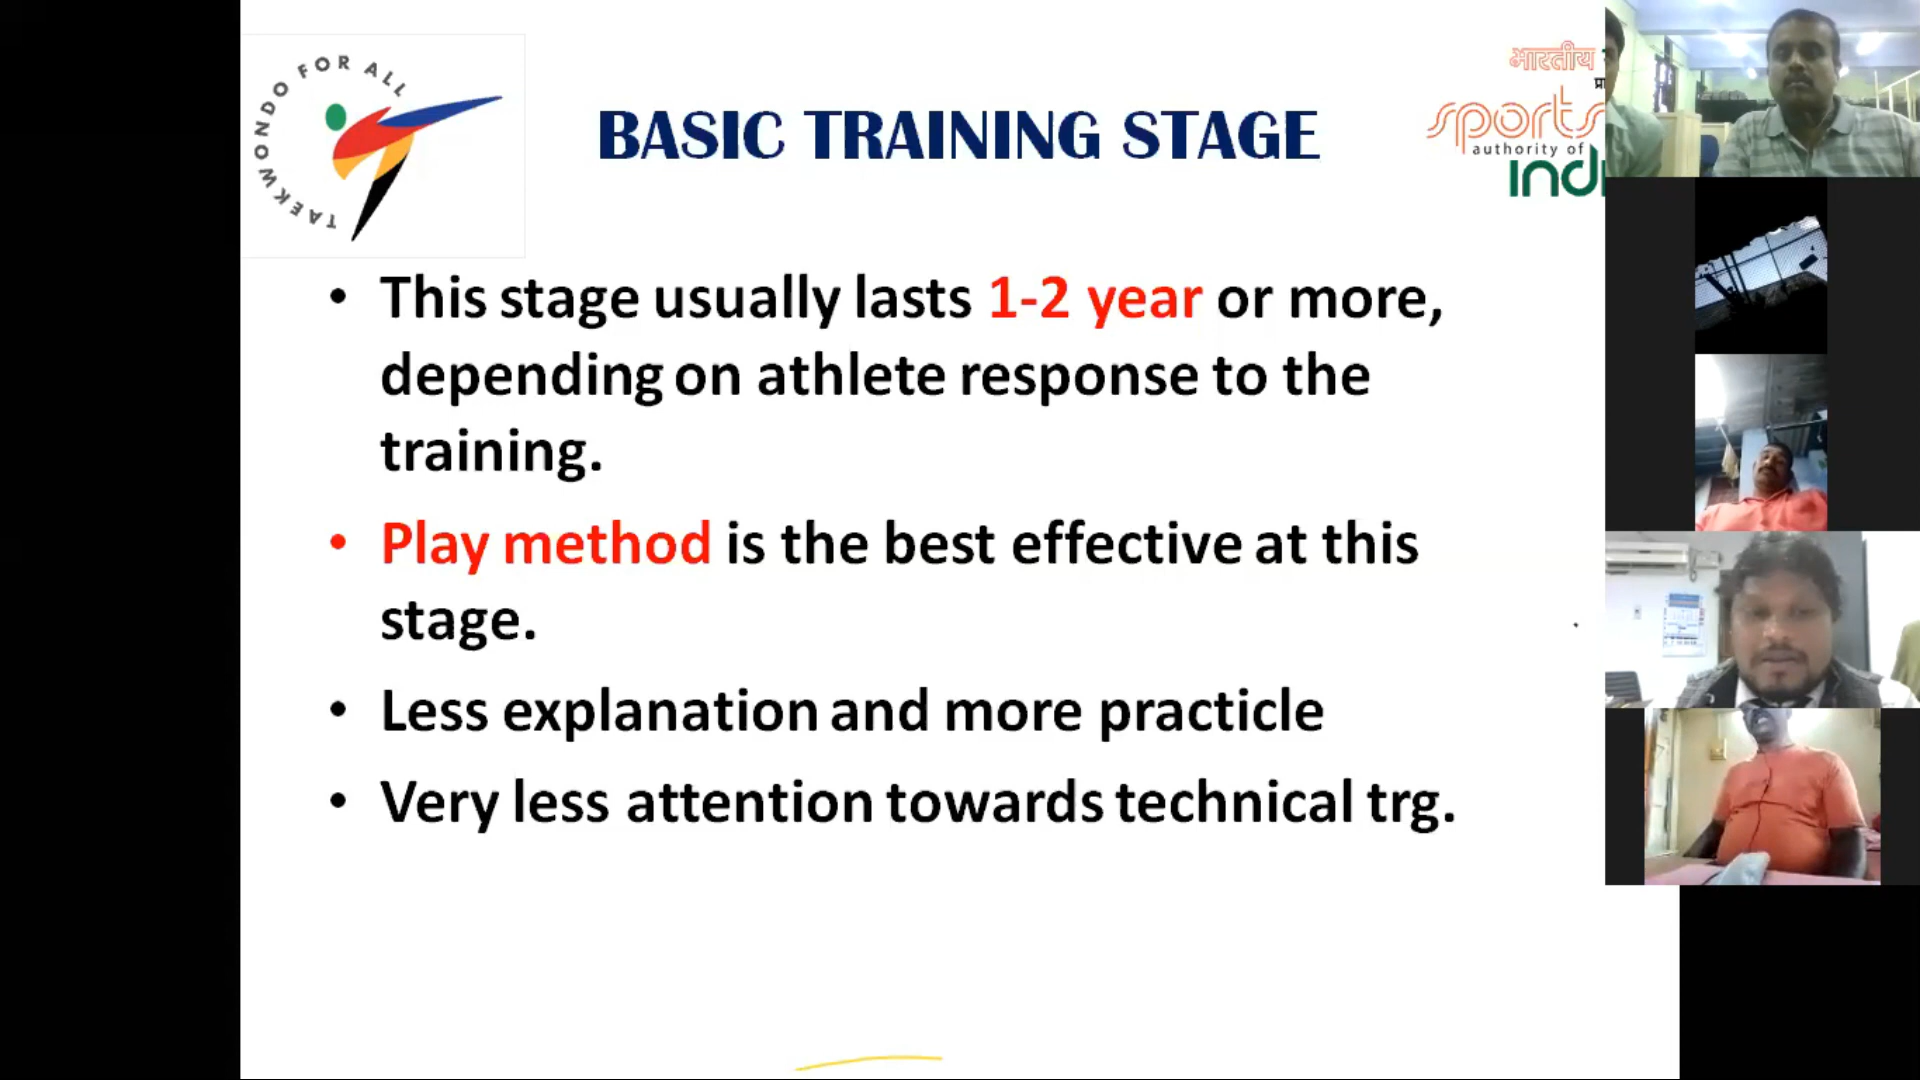 TAEKWONDO FOR ALL
BASIC TRAINING STAGE
भारतीय
sports
authority of
• This stage usually lasts 1-2 year or more,
depending on athlete response to the
training.
• Play method is the best effective at this
stage.
• Less explanation and more practicle
• Very less attention towards technical trg.